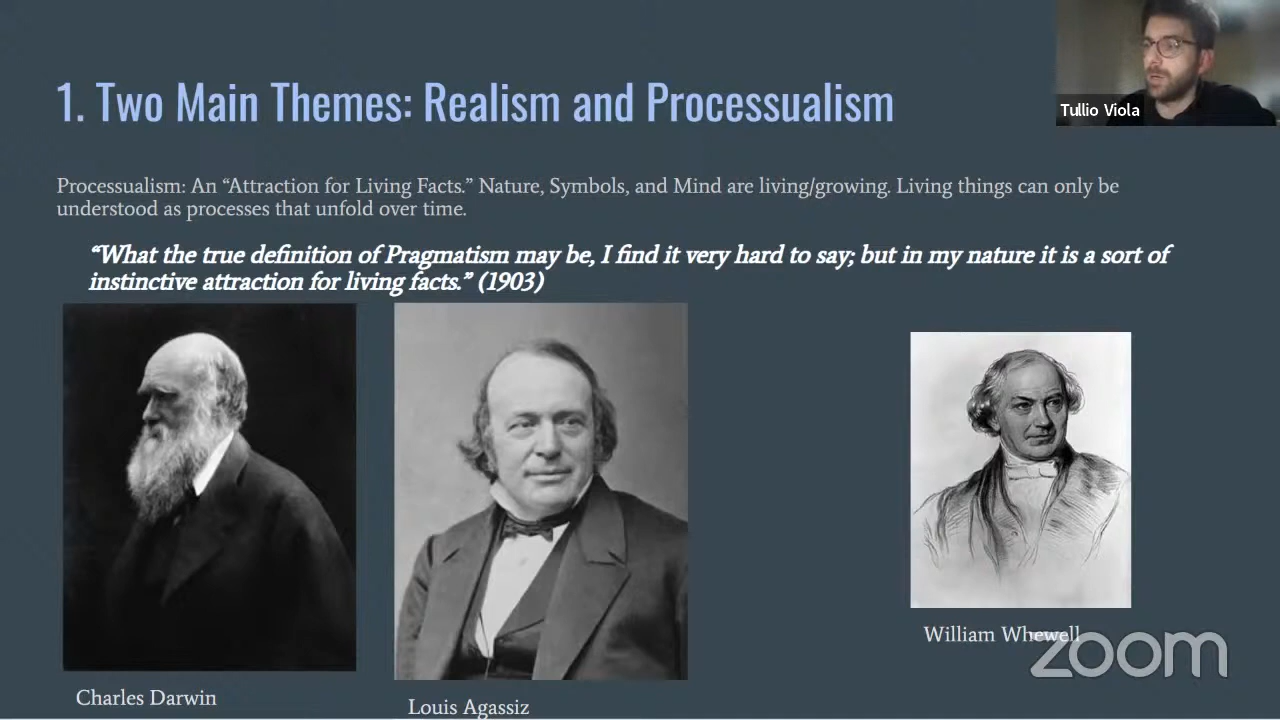 1. Two Main Themes: Realism and Processualism
Tullio Viola
Processualism: An “Attraction for Living Facts.” Nature, Symbols, and Mind are living/growing. Living things can only be
understood as processes that unfold over time.
“What the true definition of Pragmatism may be, I find it very hard to say; but in my nature it is a sort of
instinctive attraction for living facts.” (1903)
William Whewell
zoom
Charles Darwin
Louis Agassiz